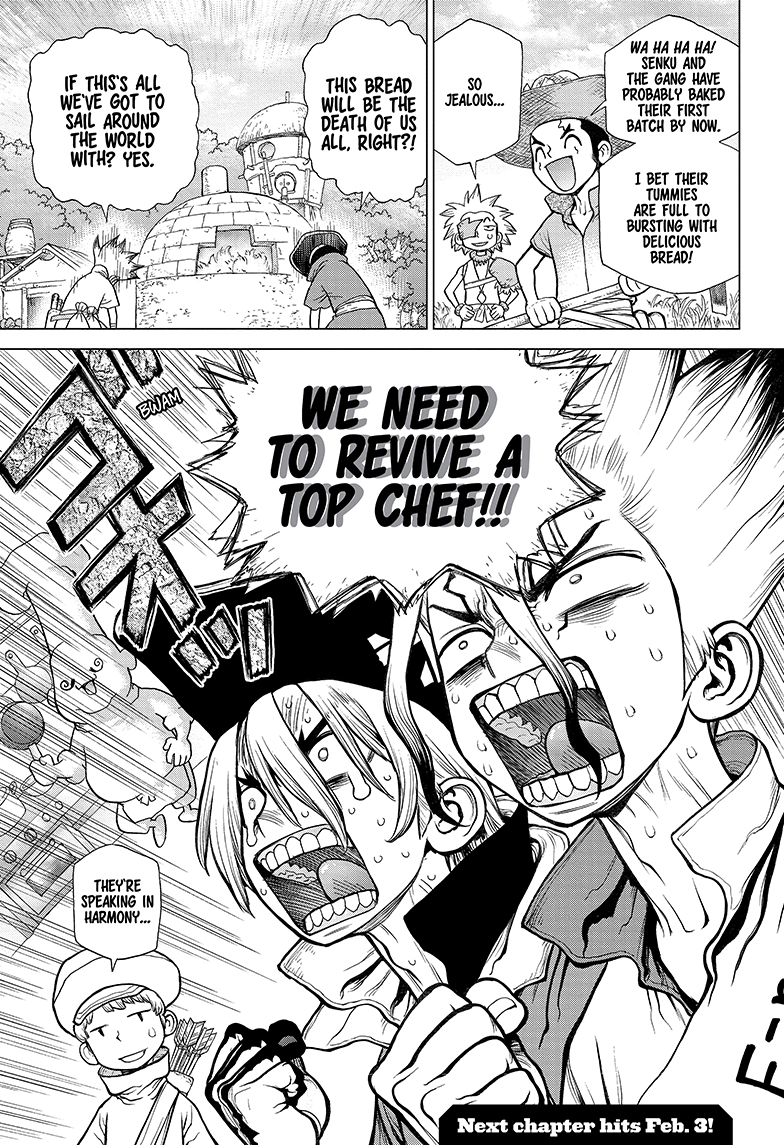 WA HA HA HA!
SENKU AND
THE GANG HAVE
PROBABLY BAKED
THEIR FIRST
BATCH BY NOW.
I BET THEIR
TUMMIES
ARE FULL TO
BURSTING WITH
DELICIOUS
BREAD!
SO
JEALOUS...
THIS BREAD
WILL BE THE
DEATH OF US
ALL, RIGHT?!
IF THIS'S ALL
WE'VE GOT TO
SAIL AROUND
THE WORLD
WITH? YES.
BWAM
WE NEED
TO REVIVE A
TOP CHEF!!
THEY'RE
SPEAKING IN
HARMONY...
Next chapter hits Feb. 3!